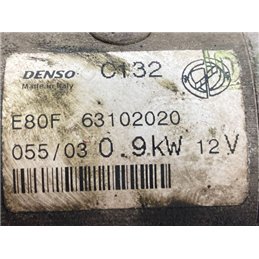 DENSO C132
Made in Italy
E80F 63102020
055/03 0.9kW 12V